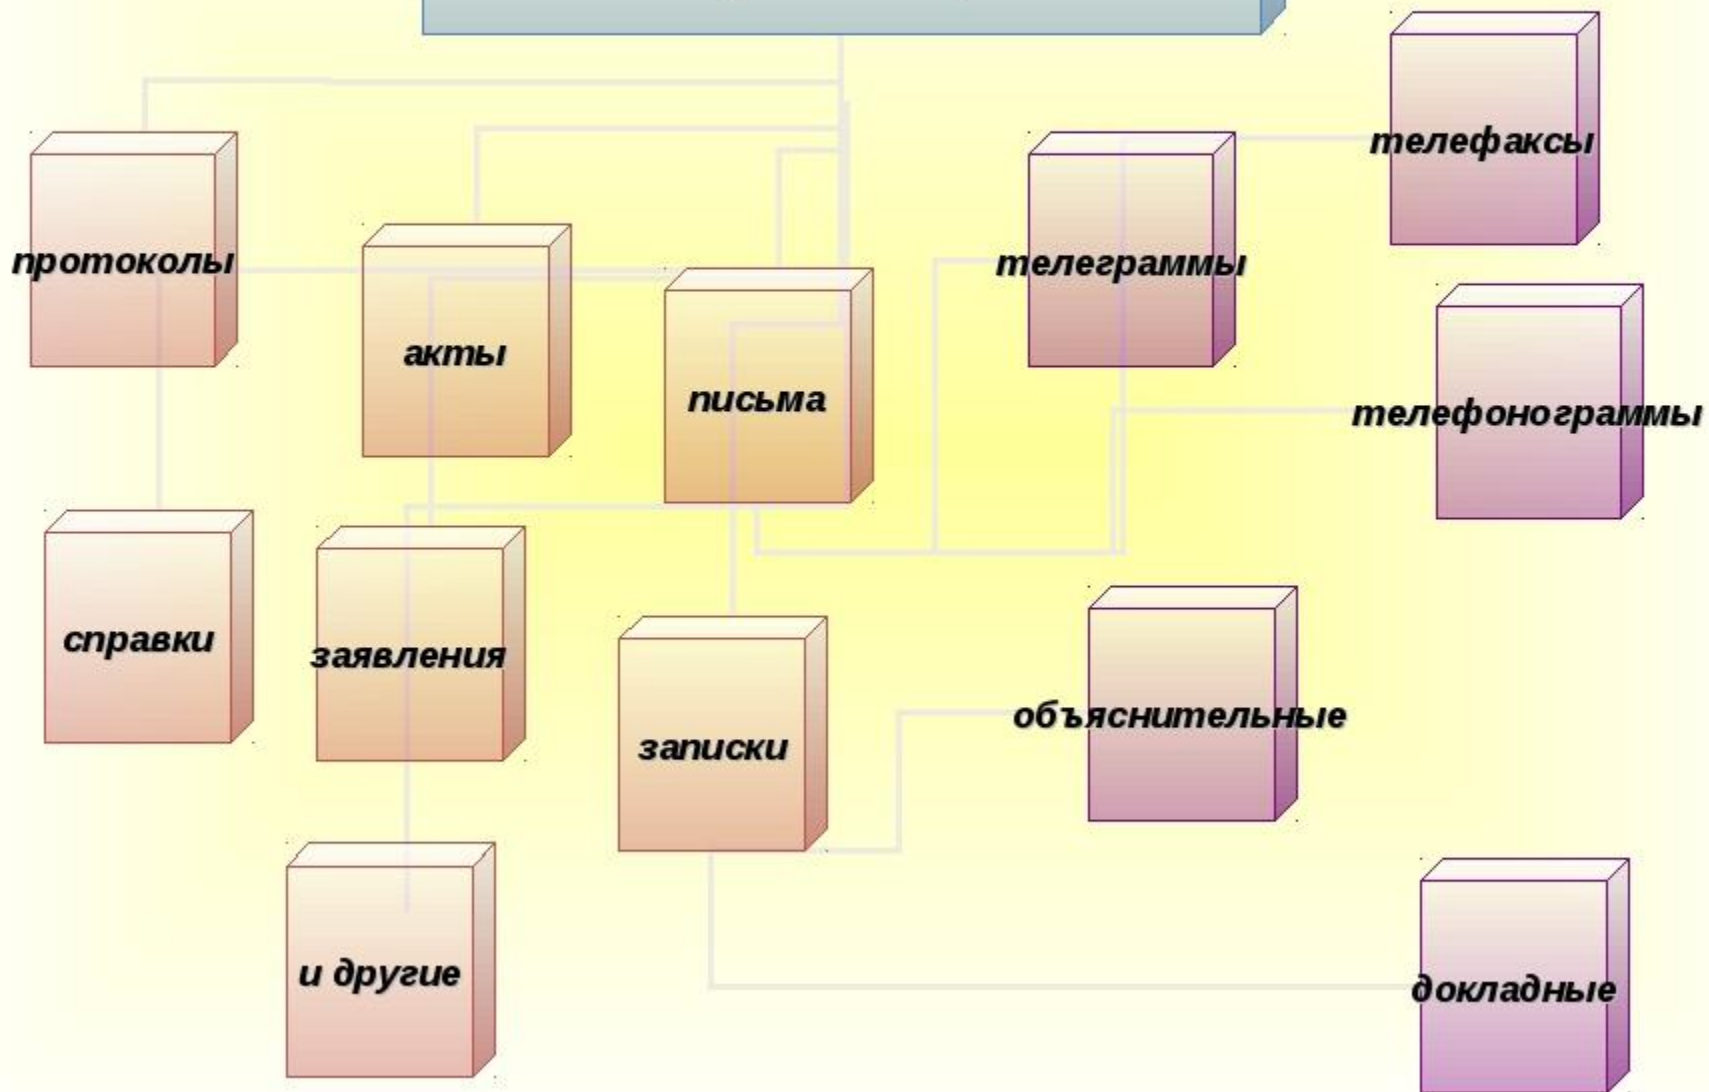 телефаксы
протоколы
телеграммы
акты
письма
телефонограммы
справки
заявления
записки
объяснительные
и другие
докладные